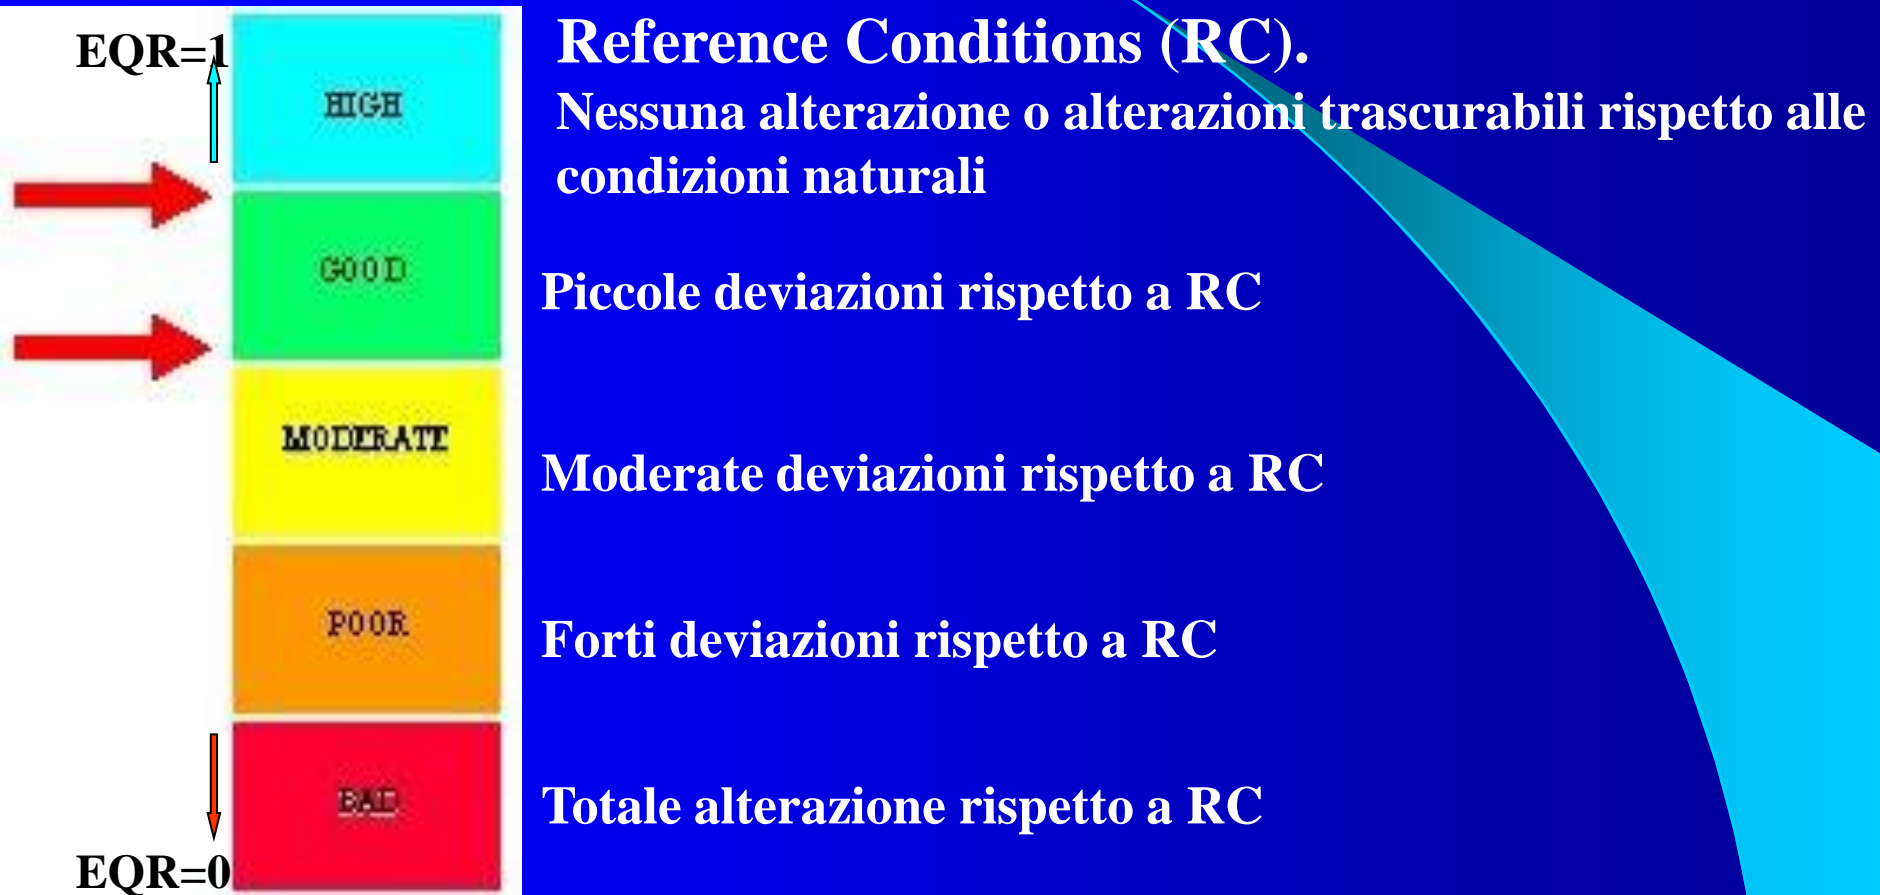 EQR=1
HIGH
Reference Conditions (RC).
Nessuna alterazione o alterazioni trascurabili rispetto alle
condizioni naturali
GOOD
Piccole deviazioni rispetto a RC
MODERATE
Moderate deviazioni rispetto a RC
POOR
Forti deviazioni rispetto a RC
BAD
Totale alterazione rispetto a RC
EQR=0